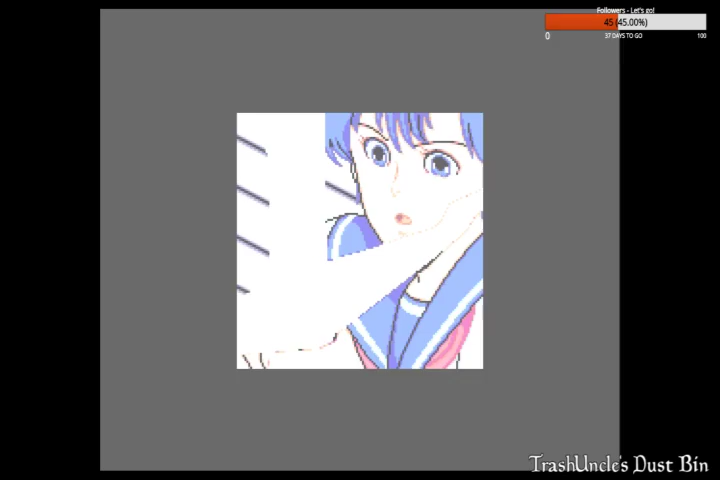 Followers - Let's go!
45 (45.00%)
0 37 DAYS TO GO 100
TrashUncle's Dust Bin